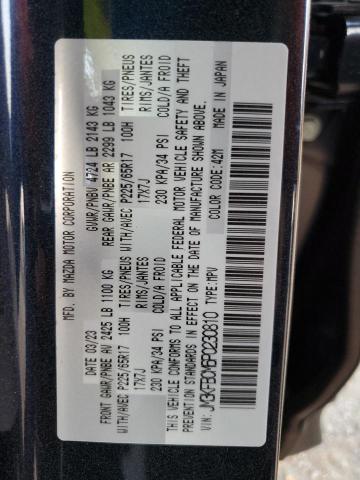 MFD. BY MAZDA MOTOR CORPORATION
DATE 03/23 GVWR/PNBV 4724 LB 2143 KG
FRONT GAWR/PNBE AV 2425 LB 1100 KG REAR GAWR/PNBE AR 2299 LB 1043 KG
WITH/AVEC P225/65R17 100H TIRES/PNEUS WITH/AVEC P225/65R17 100H TIRES/PNEUS
17X7J RIMS/JANTES 17X7J RIMS/JANTES
230 KPA/34 PSI COLD/A FROID 230 KPA/34 PSI COLD/A FROID
THIS VEHICLE CONFORMS TO ALL APPLICABLE FEDERAL MOTOR VEHICLE SAFETY AND THEFT
PREVENTION STANDARDS IN EFFECT ON THE DATE OF MANUFACTURE SHOWN ABOVE.
VIN: TYPE:MPV COLOR:42M MADE IN JAPAN